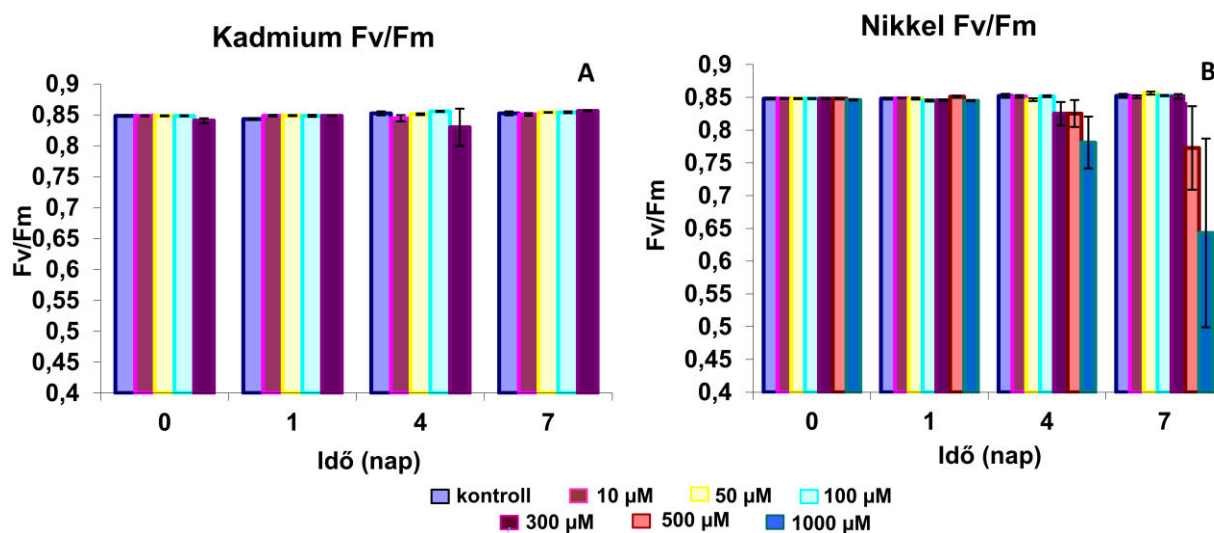 Kadmium Fv/Fm
A
Fv/Fm
0,9
0,85
0,8
0,75
0,7
0,65
0,6
0,55
0,5
0,45
0,4
0 1 4 7
Idő (nap)
Nikkel Fv/Fm
B
Fv/Fm
0,9
0,85
0,8
0,75
0,7
0,65
0,6
0,55
0,5
0,45
0,4
0 1 4 7
Idő (nap)
kontroll 10 µM 50 µM 100 µM
300 µM 500 µM 1000 µM